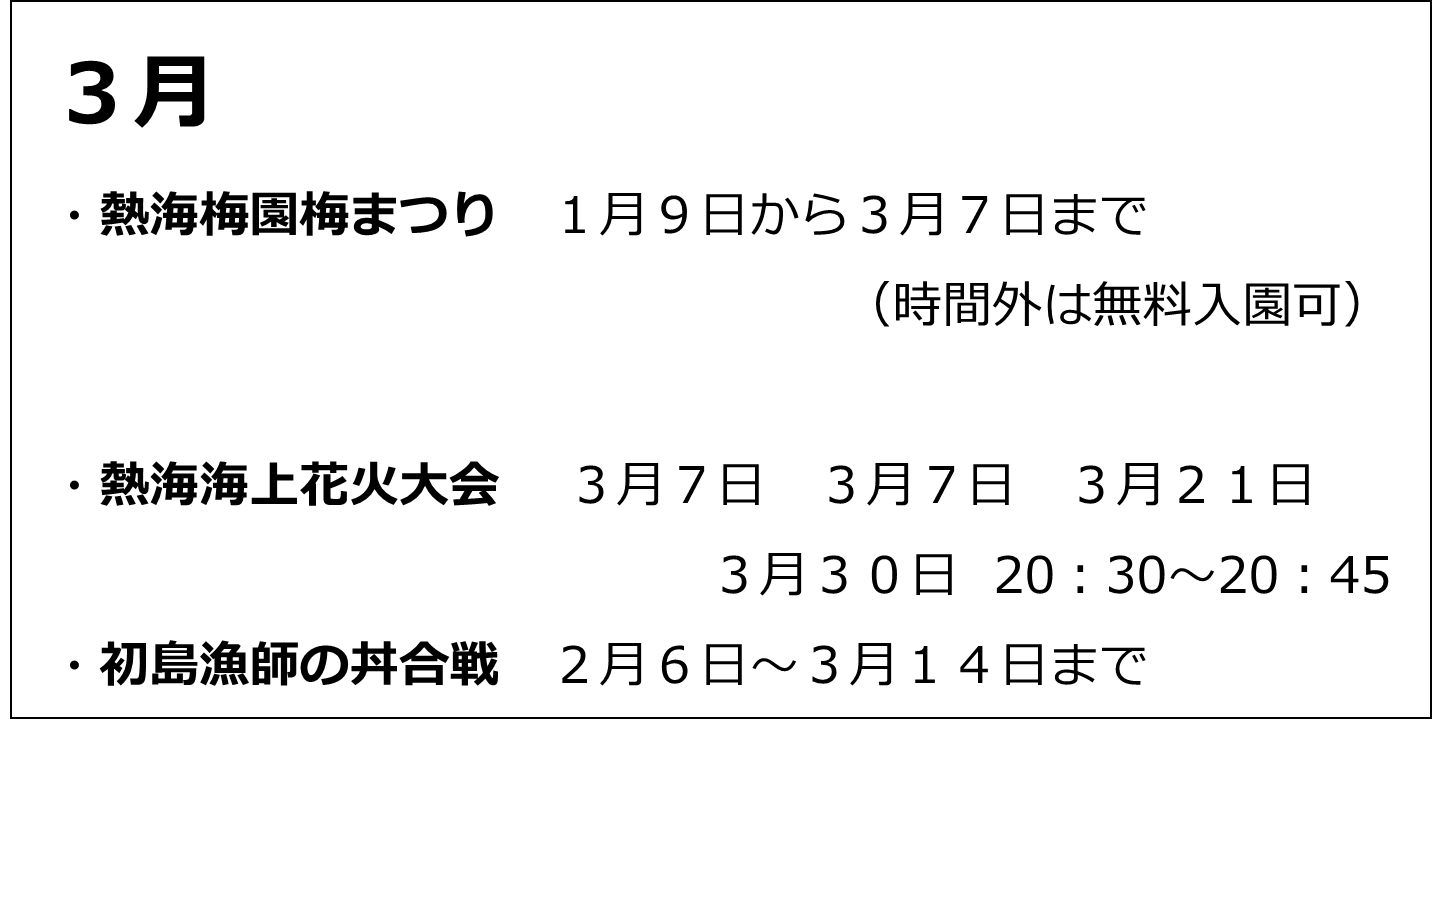 ３月
・熱海梅園梅まつり　１月９日から３月７日まで
（時間外は無料入園可）
・熱海海上花火大会　３月７日　３月７日　３月２１日
３月３０日 20：30～20：45
・初島漁師の丼合戦　２月６日～３月１４日まで